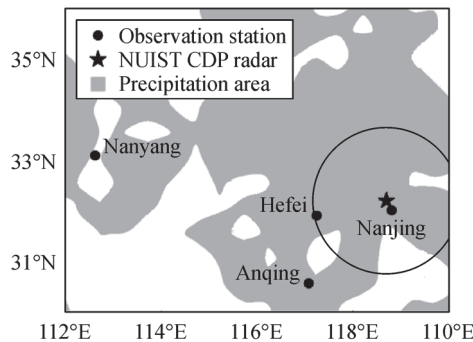 Observation station
NUIST CDP radar
Precipitation area
35°N
33°N
31°N
Nanyang
Hefei
Nanjing
Anqing
112°E 114°E 116°E 118°E 110°E